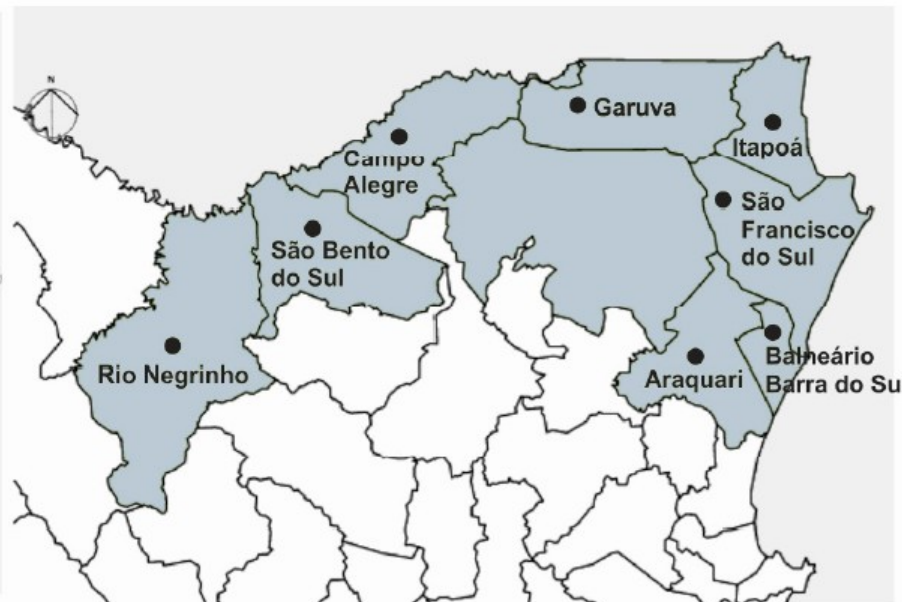 N
Garuva
Itapoá
Campo
Alegre
São
Francisco
do Sul
São Bento
do Sul
Balneário
Barra do Su
Araquari
Rio Negrinho